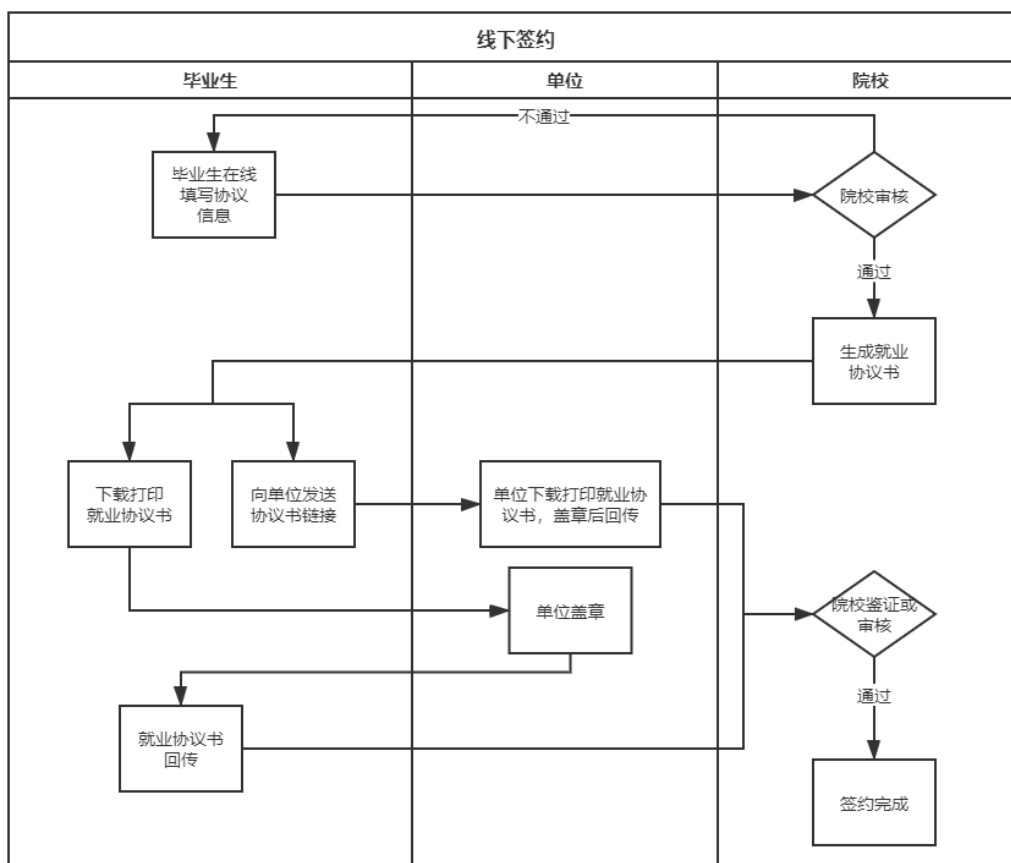 线下签约
毕业生
单位
院校
不通过
毕业生在线
填写协议
信息
院校审核
通过
生成就业
协议书
下载打印
就业协议书
向单位发送
协议书链接
单位下载打印就业协
议书，盖章后回传
单位盖章
院校鉴证或
审核
通过
就业协议书
回传
签约完成